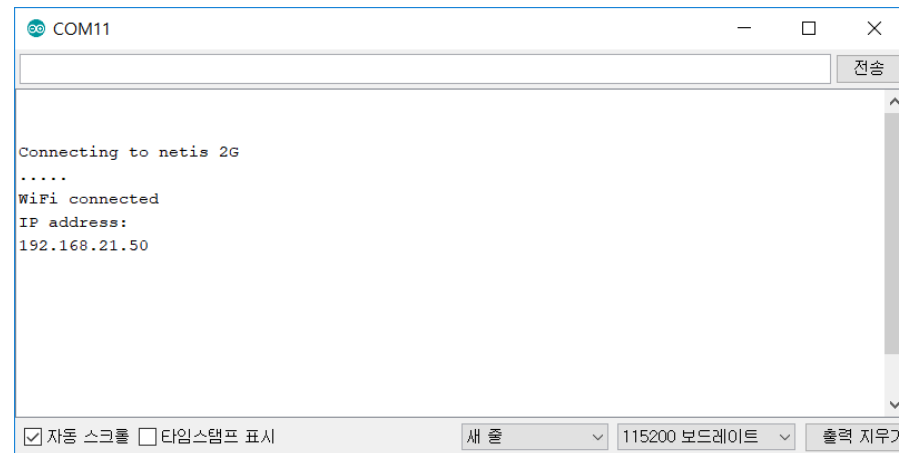 COM11
전송
Connecting to netis 2G
.....
WiFi connected
IP address:
192.168.21.50
자동 스크롤 타임스탬프 표시 새 줄 115200 보드레이트 출력 지우